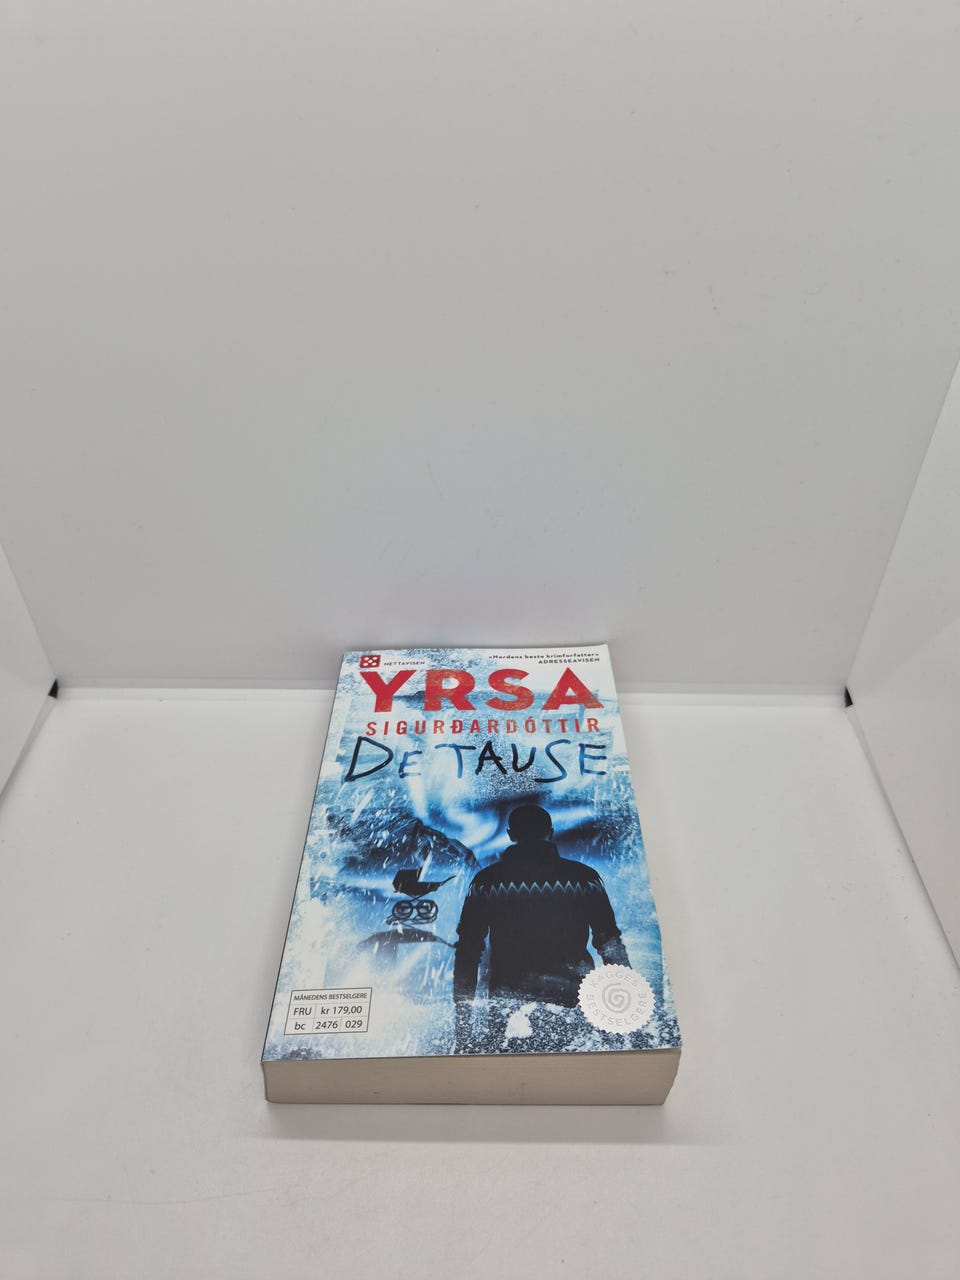 NETTAVISEN
«Nordens beste krimforfatter»
ADRESSEAVISEN
YRSA
SIGURÐARDÓTTIR
DE TAUSE
MÅNEDENS BESTSELGERE
FRU kr 179,00
bc 2476 029
KAGGES
BESTSELGERE